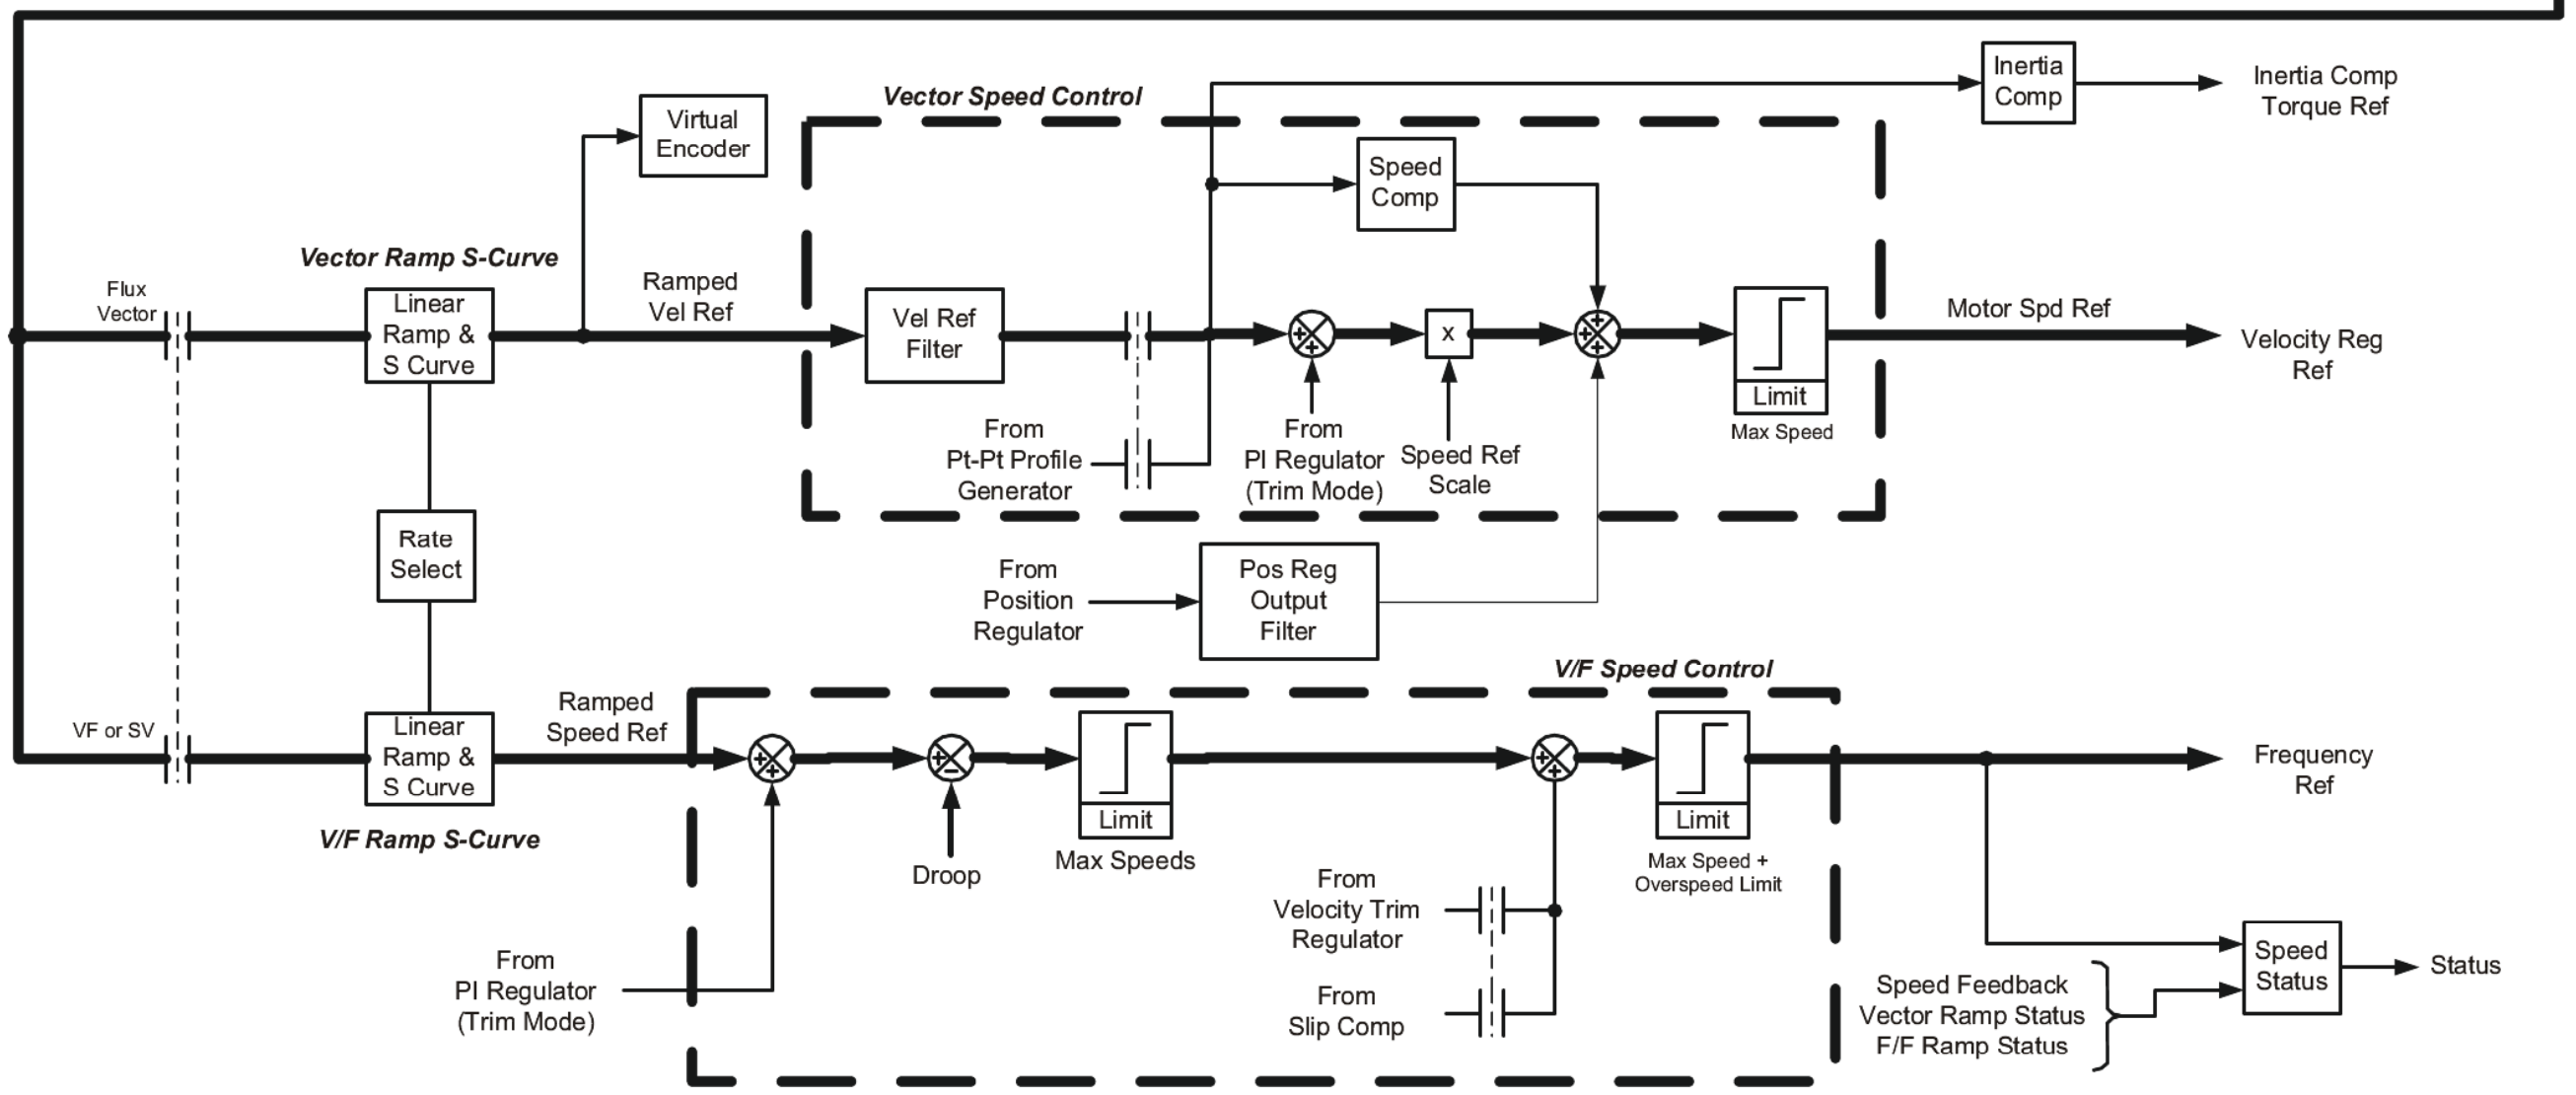 Inertia
Comp
Inertia Comp
Torque Ref
Vector Speed Control
Virtual
Encoder
Speed
Comp
Vector Ramp S-Curve
Flux
Vector
Linear
Ramp &
S Curve
Ramped
Vel Ref
Vel Ref
Filter
+
+
x
+
+
+
Limit
Max Speed
Motor Spd Ref
Velocity Reg
Ref
From
Pt-Pt Profile
Generator
From
PI Regulator
(Trim Mode)
Speed Ref
Scale
Rate
Select
From
Position
Regulator
Pos Reg
Output
Filter
V/F Speed Control
VF or SV
Linear
Ramp &
S Curve
V/F Ramp S-Curve
Ramped
Speed Ref
+
+
+
−
Droop
Limit
Max Speeds
+
+
Limit
Max Speed +
Overspeed Limit
Frequency
Ref
From
Velocity Trim
Regulator
From
Slip Comp
From
PI Regulator
(Trim Mode)
Speed Feedback
Vector Ramp Status
F/F Ramp Status
Speed
Status
Status